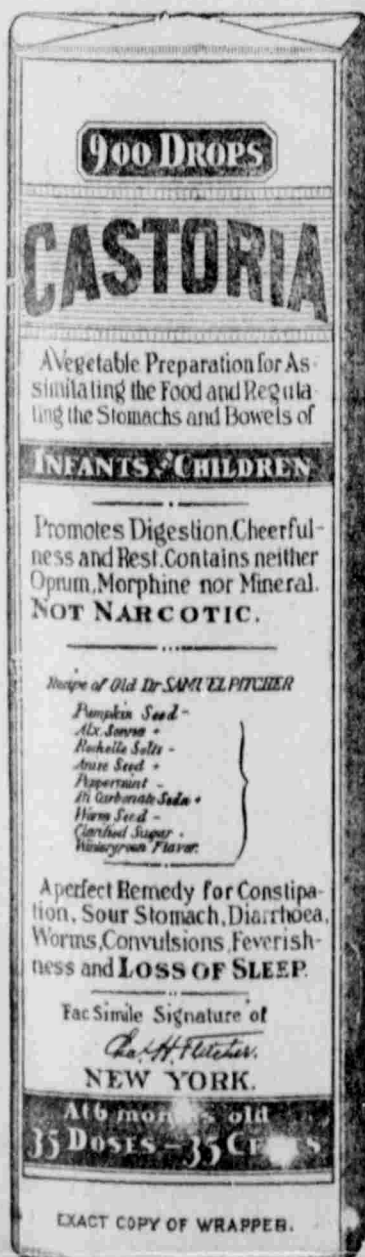 900 DROPS
CASTORIA
A Vegetable Preparation for As-
similating the Food and Regula-
ting the Stomachs and Bowels of
INFANTS AND CHILDREN
Promotes Digestion, Cheerful-
ness and Rest. Contains neither
Opium, Morphine nor Mineral.
NOT NARCOTIC.
Recipe of Old Dr SAMUEL PITCHER
Pumpkin Seed -
Alx. Senna +
Rochelle Salts -
Anise Seed +
Peppermint -
Bi Carbonate Soda +
Worm Seed -
Clarified Sugar .
Wintergreen Flavor.
A perfect Remedy for Constipa-
tion, Sour Stomach, Diarrhoea,
Worms, Convulsions, Feverish-
ness and LOSS OF SLEEP.
Fac Simile Signature of
Chas. H. Fletcher.
NEW YORK.
At 6 months old
35 DOSES – 35 CENTS.
EXACT COPY OF WRAPPER.